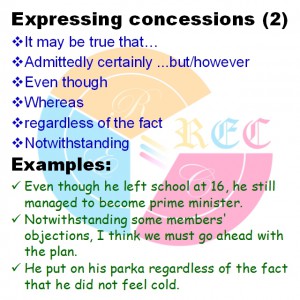 Expressing concessions (2)
❖It may be true that…
❖Admittedly certainly ...but/however
❖Even though
❖Whereas
❖regardless of the fact
❖Notwithstanding
REC
Examples:
✓ Even though he left school at 16, he still
managed to become prime minister.
✓ Notwithstanding some members'
objections, I think we must go ahead with
the plan.
✓ He put on his parka regardless of the fact
that he did not feel cold.